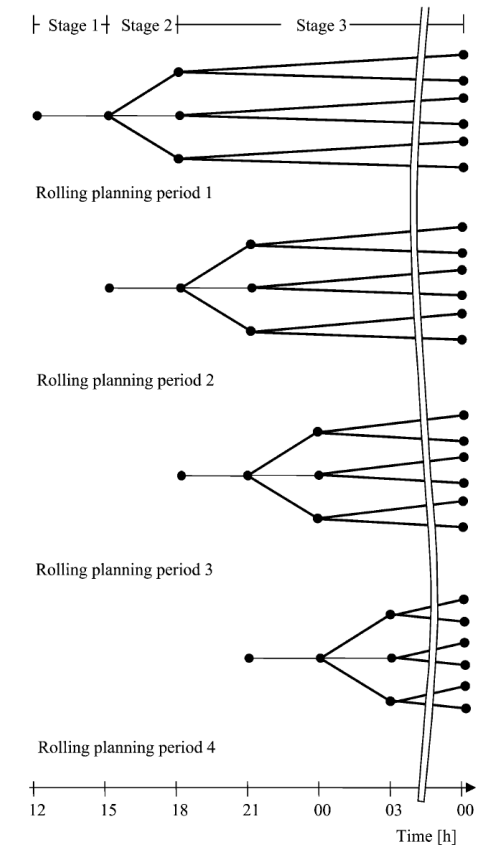 Stage 1 Stage 2 Stage 3
Rolling planning period 1
Rolling planning period 2
Rolling planning period 3
Rolling planning period 4
12 15 18 21 00 03 00
Time [h]